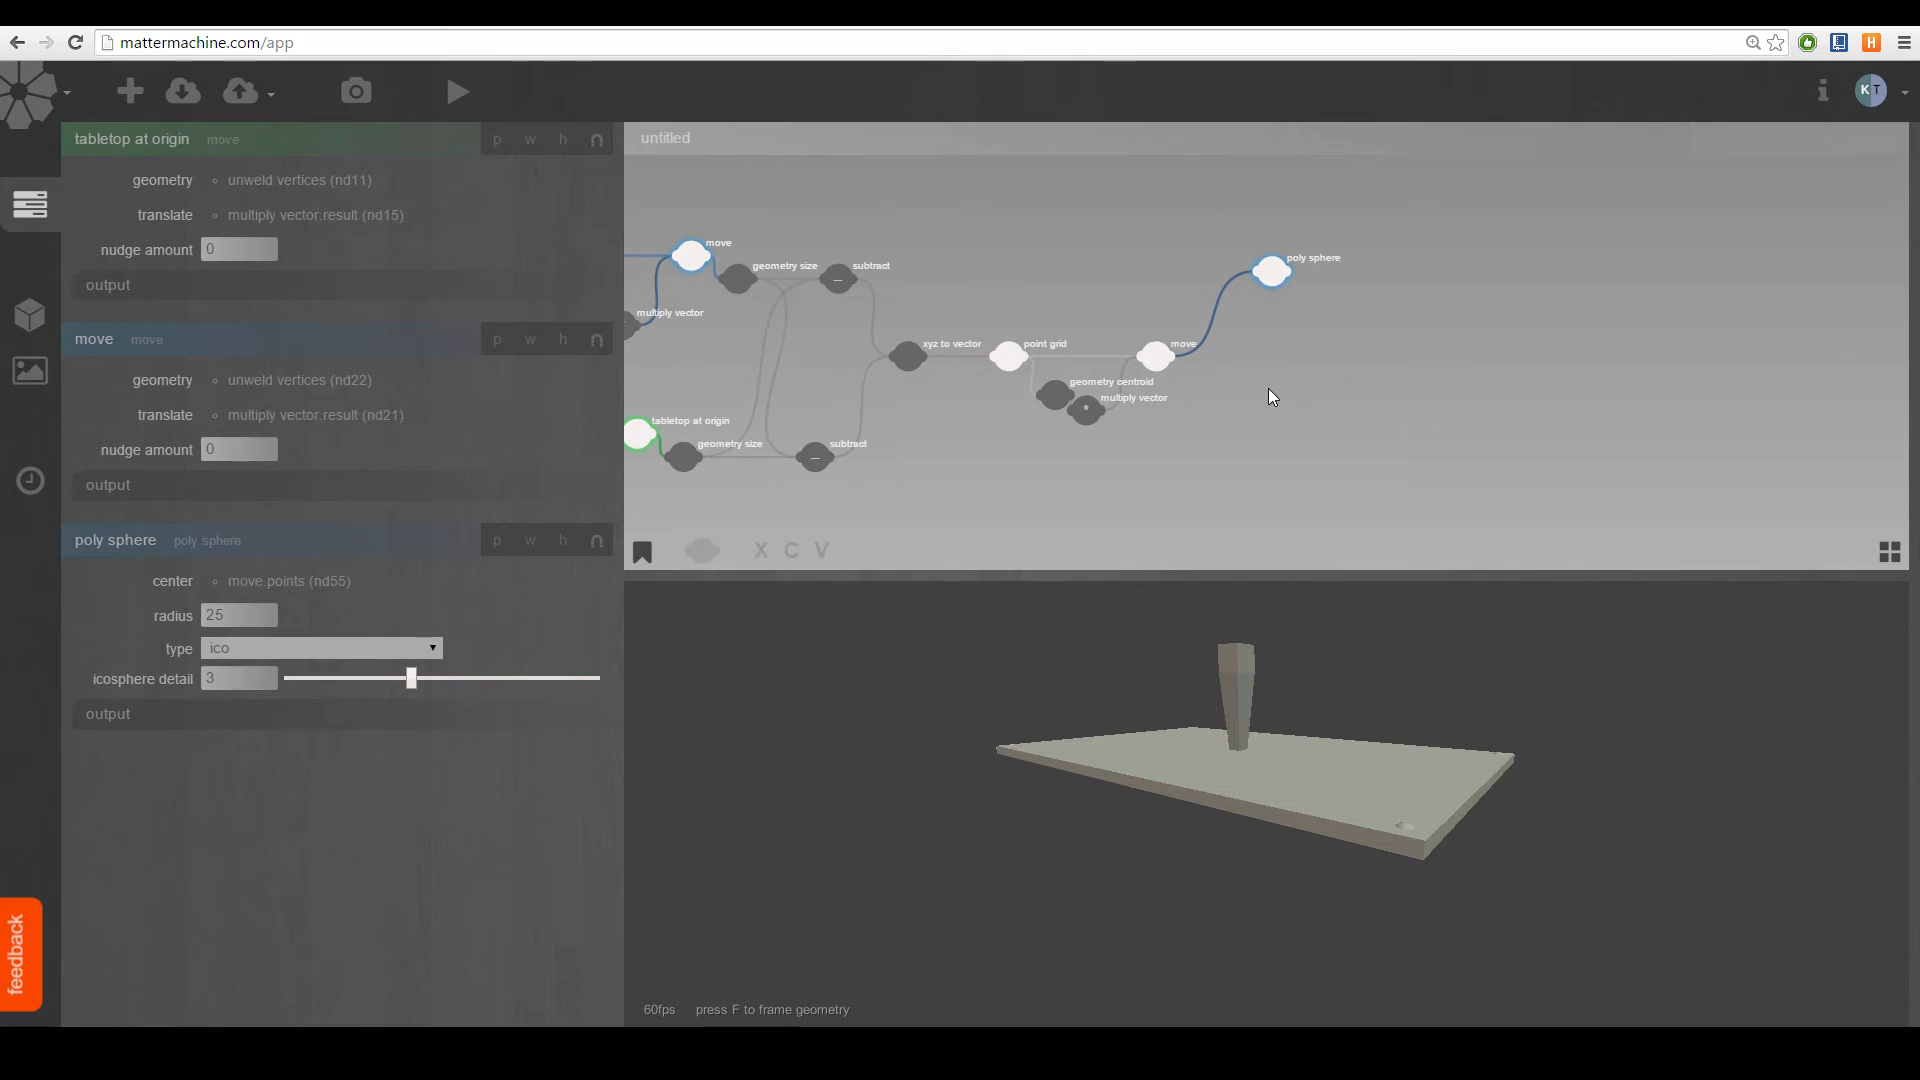 mattermachine.com/app
H
KT
tabletop at origin move p w h
geometry unweld vertices (nd11)
translate multiply vector.result (nd15)
nudge amount 0
output
move move p w h
geometry unweld vertices (nd22)
translate multiply vector.result (nd21)
nudge amount 0
output
poly sphere poly sphere p w h
center move.points (nd55)
radius 25
type ico
icosphere detail 3
output
feedback
untitled
move
geometry size
subtract
poly sphere
multiply vector
xyz to vector
point grid
move
geometry centroid
multiply vector
*
tabletop at origin
geometry size
subtract
X C V
60fps press F to frame geometry